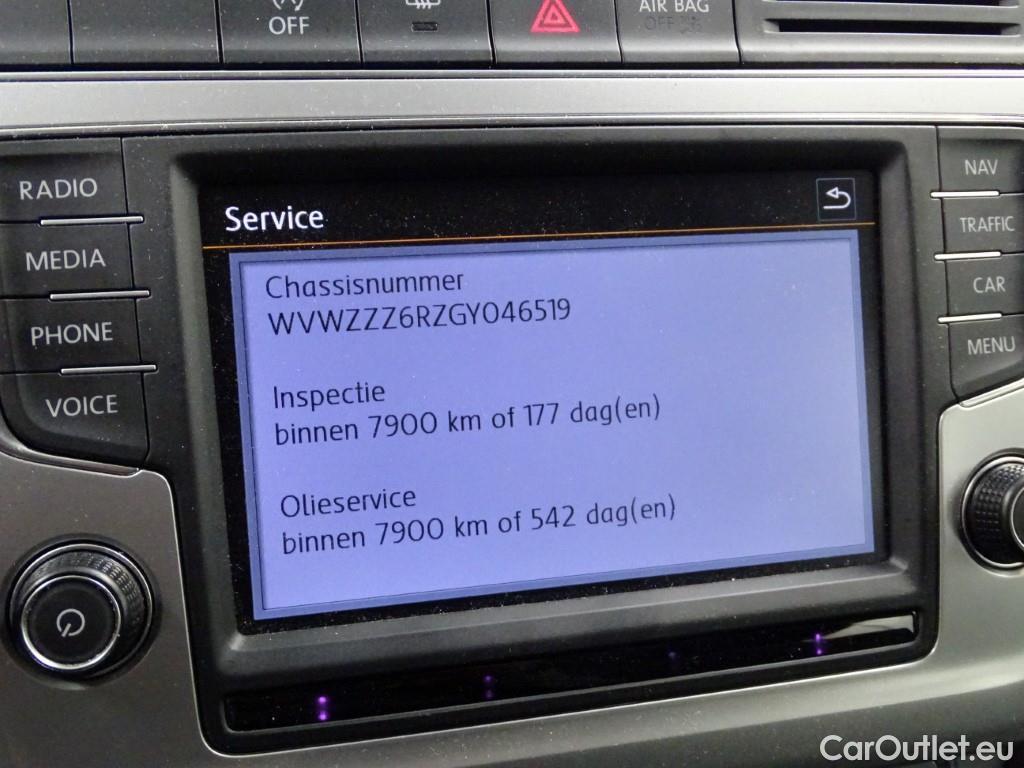 OFF
AIR BAG
OFF
RADIO
MEDIA
PHONE
VOICE
NAV
TRAFFIC
CAR
MENU
Service
Chassisnummer
WVWZZZ6RZGY046519
Inspectie
binnen 7900 km of 177 dag(en)
Olieservice
binnen 7900 km of 542 dag(en)
CarOutlet.eu